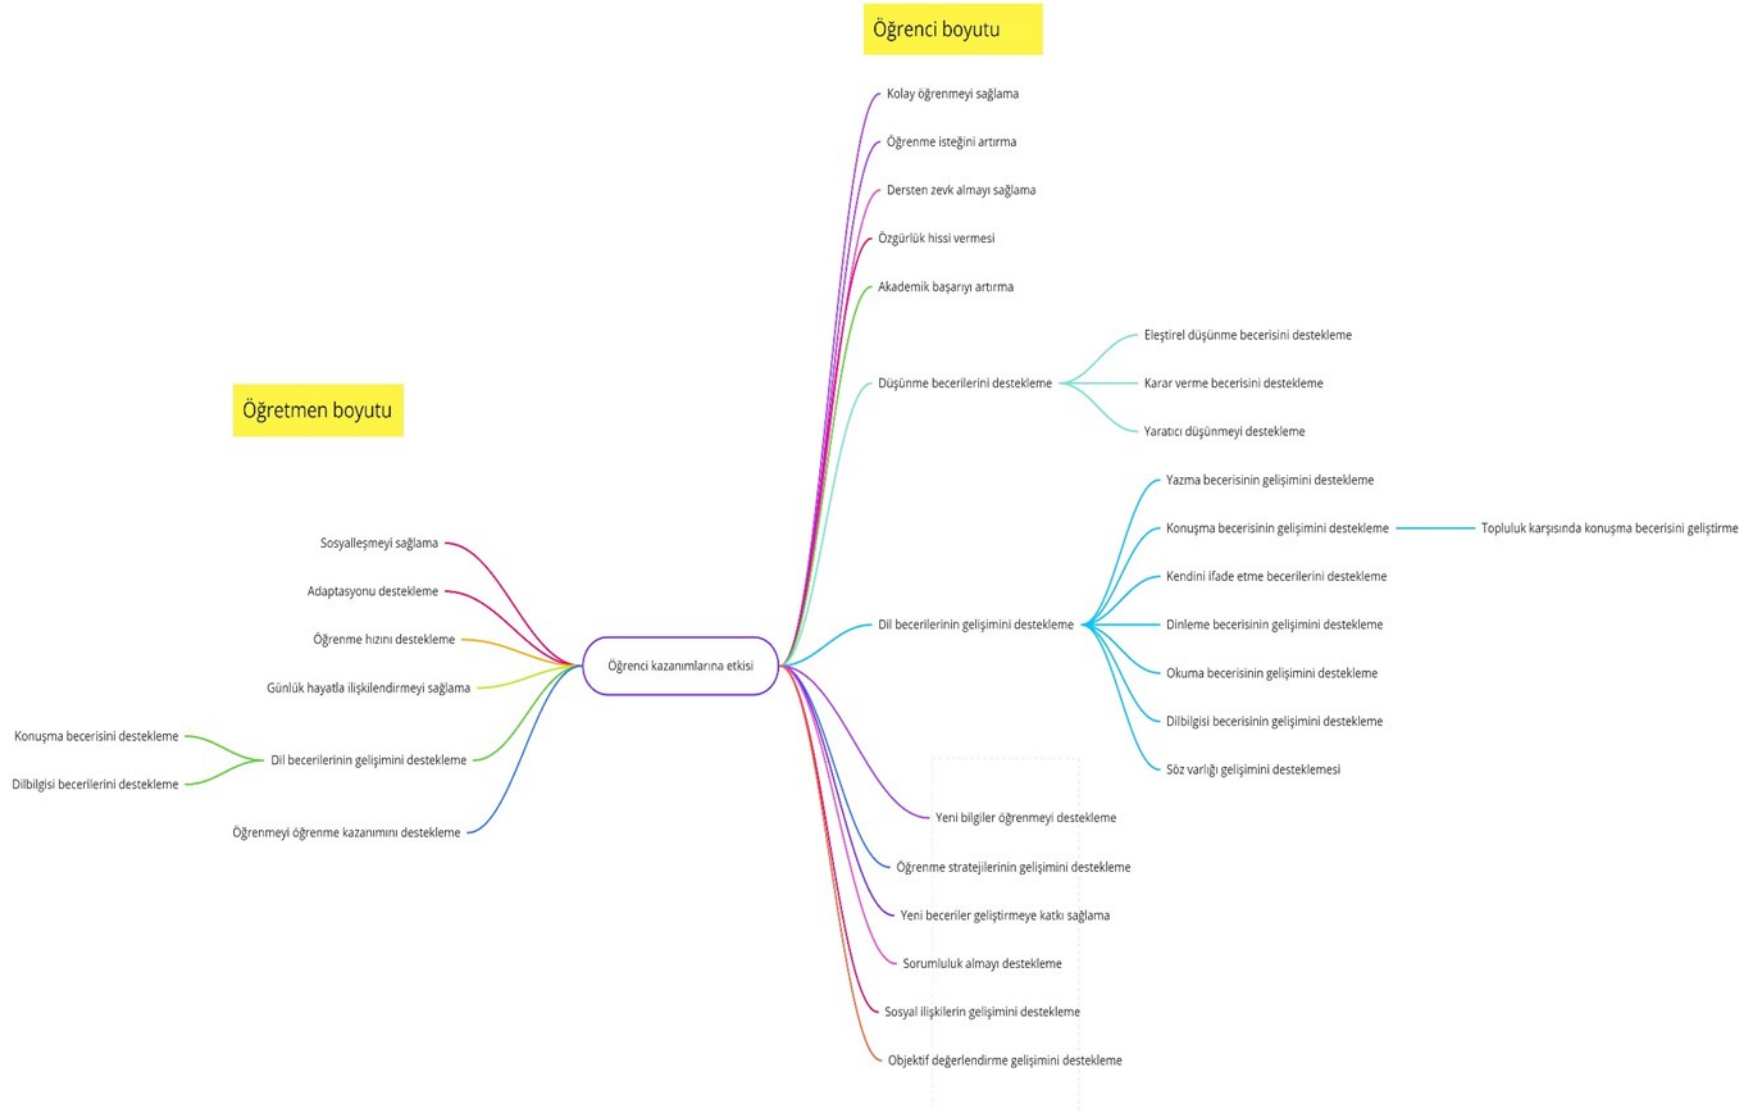 Öğrenci boyutu
Kolay öğrenmeyi sağlama
Öğrenme isteğini artırma
Dersten zevk almayı sağlama
Özgürlük hissi vermesi
Akademik başarıyı artırma
Düşünme becerilerini destekleme
Eleştirel düşünme becerisini destekleme
Karar verme becerisini destekleme
Yaratıcı düşünmeyi destekleme
Dil becerilerinin gelişimini destekleme
Yazma becerisinin gelişimini destekleme
Konuşma becerisinin gelişimini destekleme
Topluluk karşısında konuşma becerisini geliştirme
Kendini ifade etme becerilerini destekleme
Dinleme becerisinin gelişimini destekleme
Okuma becerisinin gelişimini destekleme
Dilbilgisi becerisinin gelişimini destekleme
Söz varlığı gelişimini desteklemesi
Yeni bilgiler öğrenmeyi destekleme
Öğrenme stratejilerinin gelişimini destekleme
Yeni beceriler geliştirmeye katkı sağlama
Sorumluluk almayı destekleme
Sosyal ilişkilerin gelişimini destekleme
Objektif değerlendirme gelişimini destekleme
Öğrenci kazanımlarına etkisi
Öğretmen boyutu
Sosyalleşmeyi sağlama
Adaptasyonu destekleme
Öğrenme hızını destekleme
Günlük hayatla ilişkilendirmeyi sağlama
Dil becerilerinin gelişimini destekleme
Konuşma becerisini destekleme
Dilbilgisi becerilerini destekleme
Öğrenmeyi öğrenme kazanımını destekleme